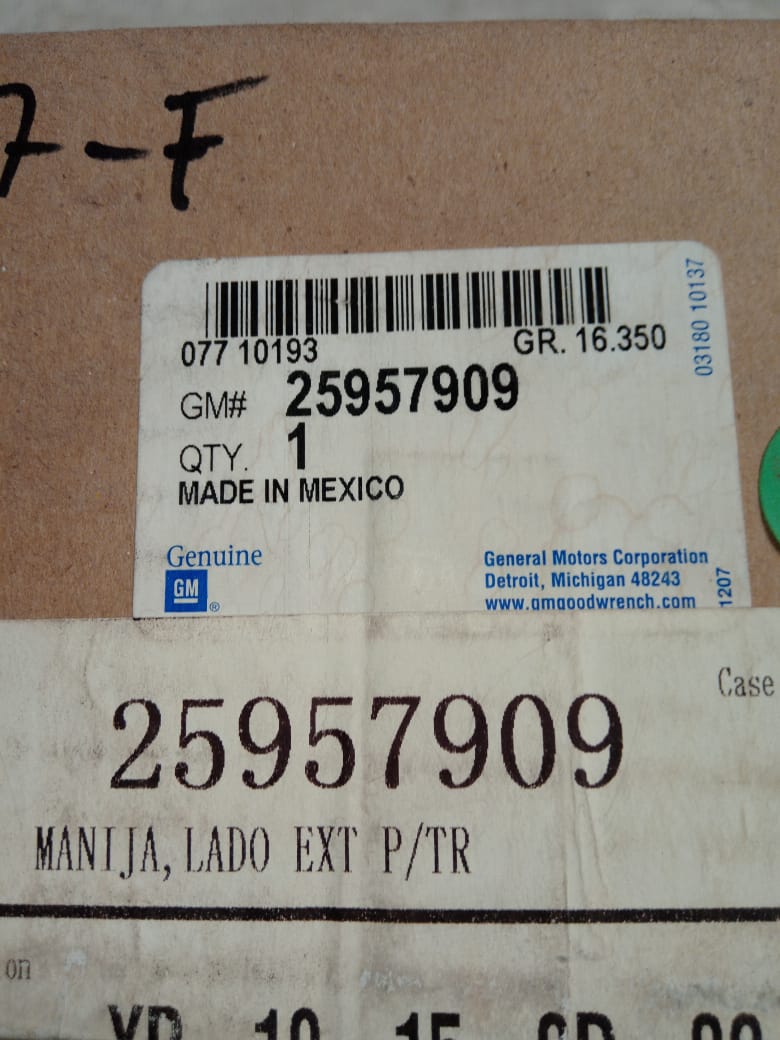 7-F
03180 10137
077 10193 GR. 16.350
GM# 25957909
QTY. 1
MADE IN MEXICO
Genuine
GM ®
General Motors Corporation
Detroit, Michigan 48243
www.gmgoodwrench.com
1207
Case
25957909
MANIJA, LADO EXT P/TR
on